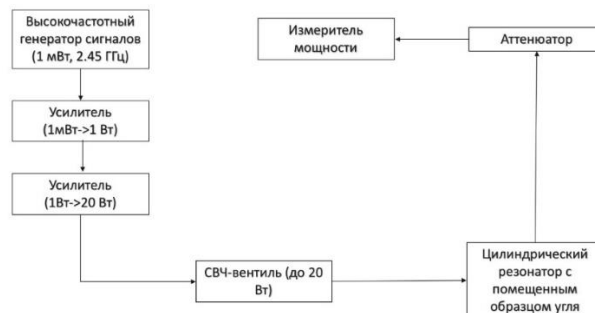 Высокочастотный
генератор сигналов
(1 мВт, 2.45 ГГц)
Усилитель
(1мВт->1 Вт)
Усилитель
(1Вт->20 Вт)
СВЧ-вентиль (до 20
Вт)
Цилиндрический
резонатор с
помещенным
образцом угля
Аттенюатор
Измеритель
мощности